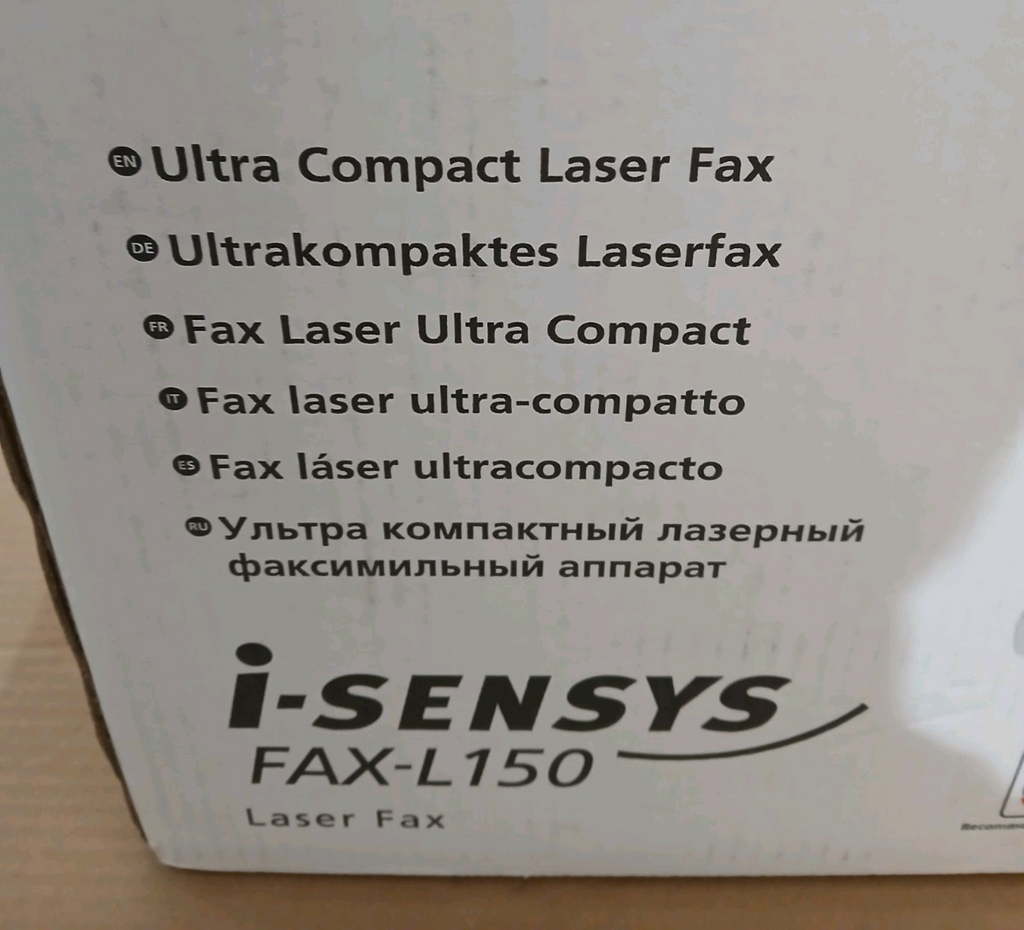 EN Ultra Compact Laser Fax
DE Ultrakompaktes Laserfax
FR Fax Laser Ultra Compact
IT Fax laser ultra-compatto
ES Fax láser ultracompacto
RU Ультра компактный лазерный
факсимильный аппарат
i-SENSYS
FAX-L150
Laser Fax